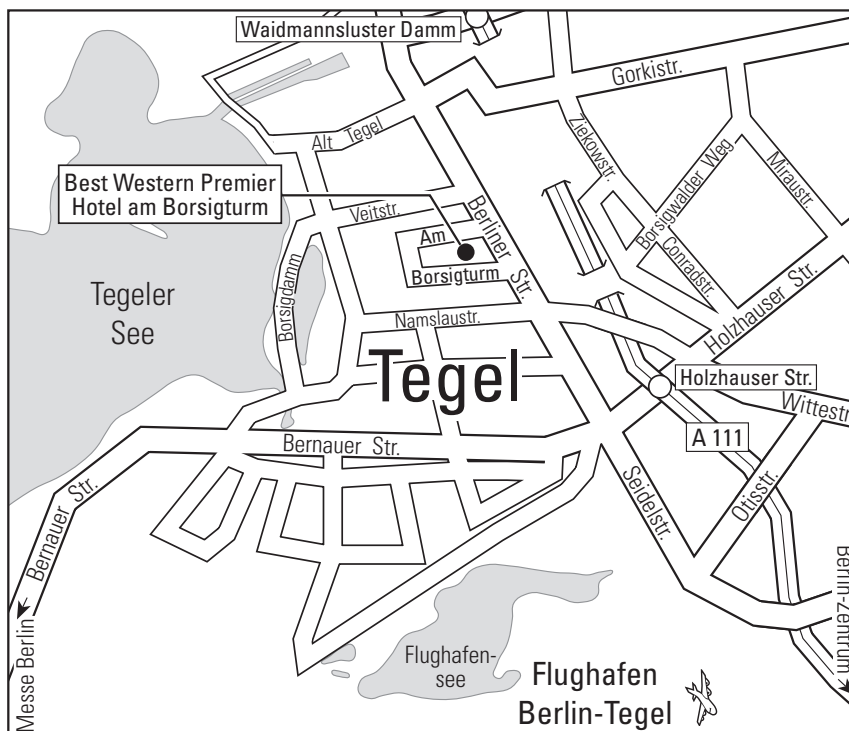 Waidmannsluster Damm
Gorkistr.
Alt Tegel
Ziekowstr.
Borsigwalder Weg
Miraustr.
Best Western Premier
Hotel am Borsigturm
Veitstr.
Berliner Str.
Am
Borsigturm
Conradstr.
Tegeler
See
Borsigdamm
Namslaustr.
Holzhauser Str.
Tegel
Holzhauser Str.
Wittestr.
A 111
Bernauer Str.
Seidelstr.
Otisstr.
Bernauer Str.
Messe Berlin
Flughafen-
see
Flughafen
Berlin-Tegel
Berlin-Zentrum